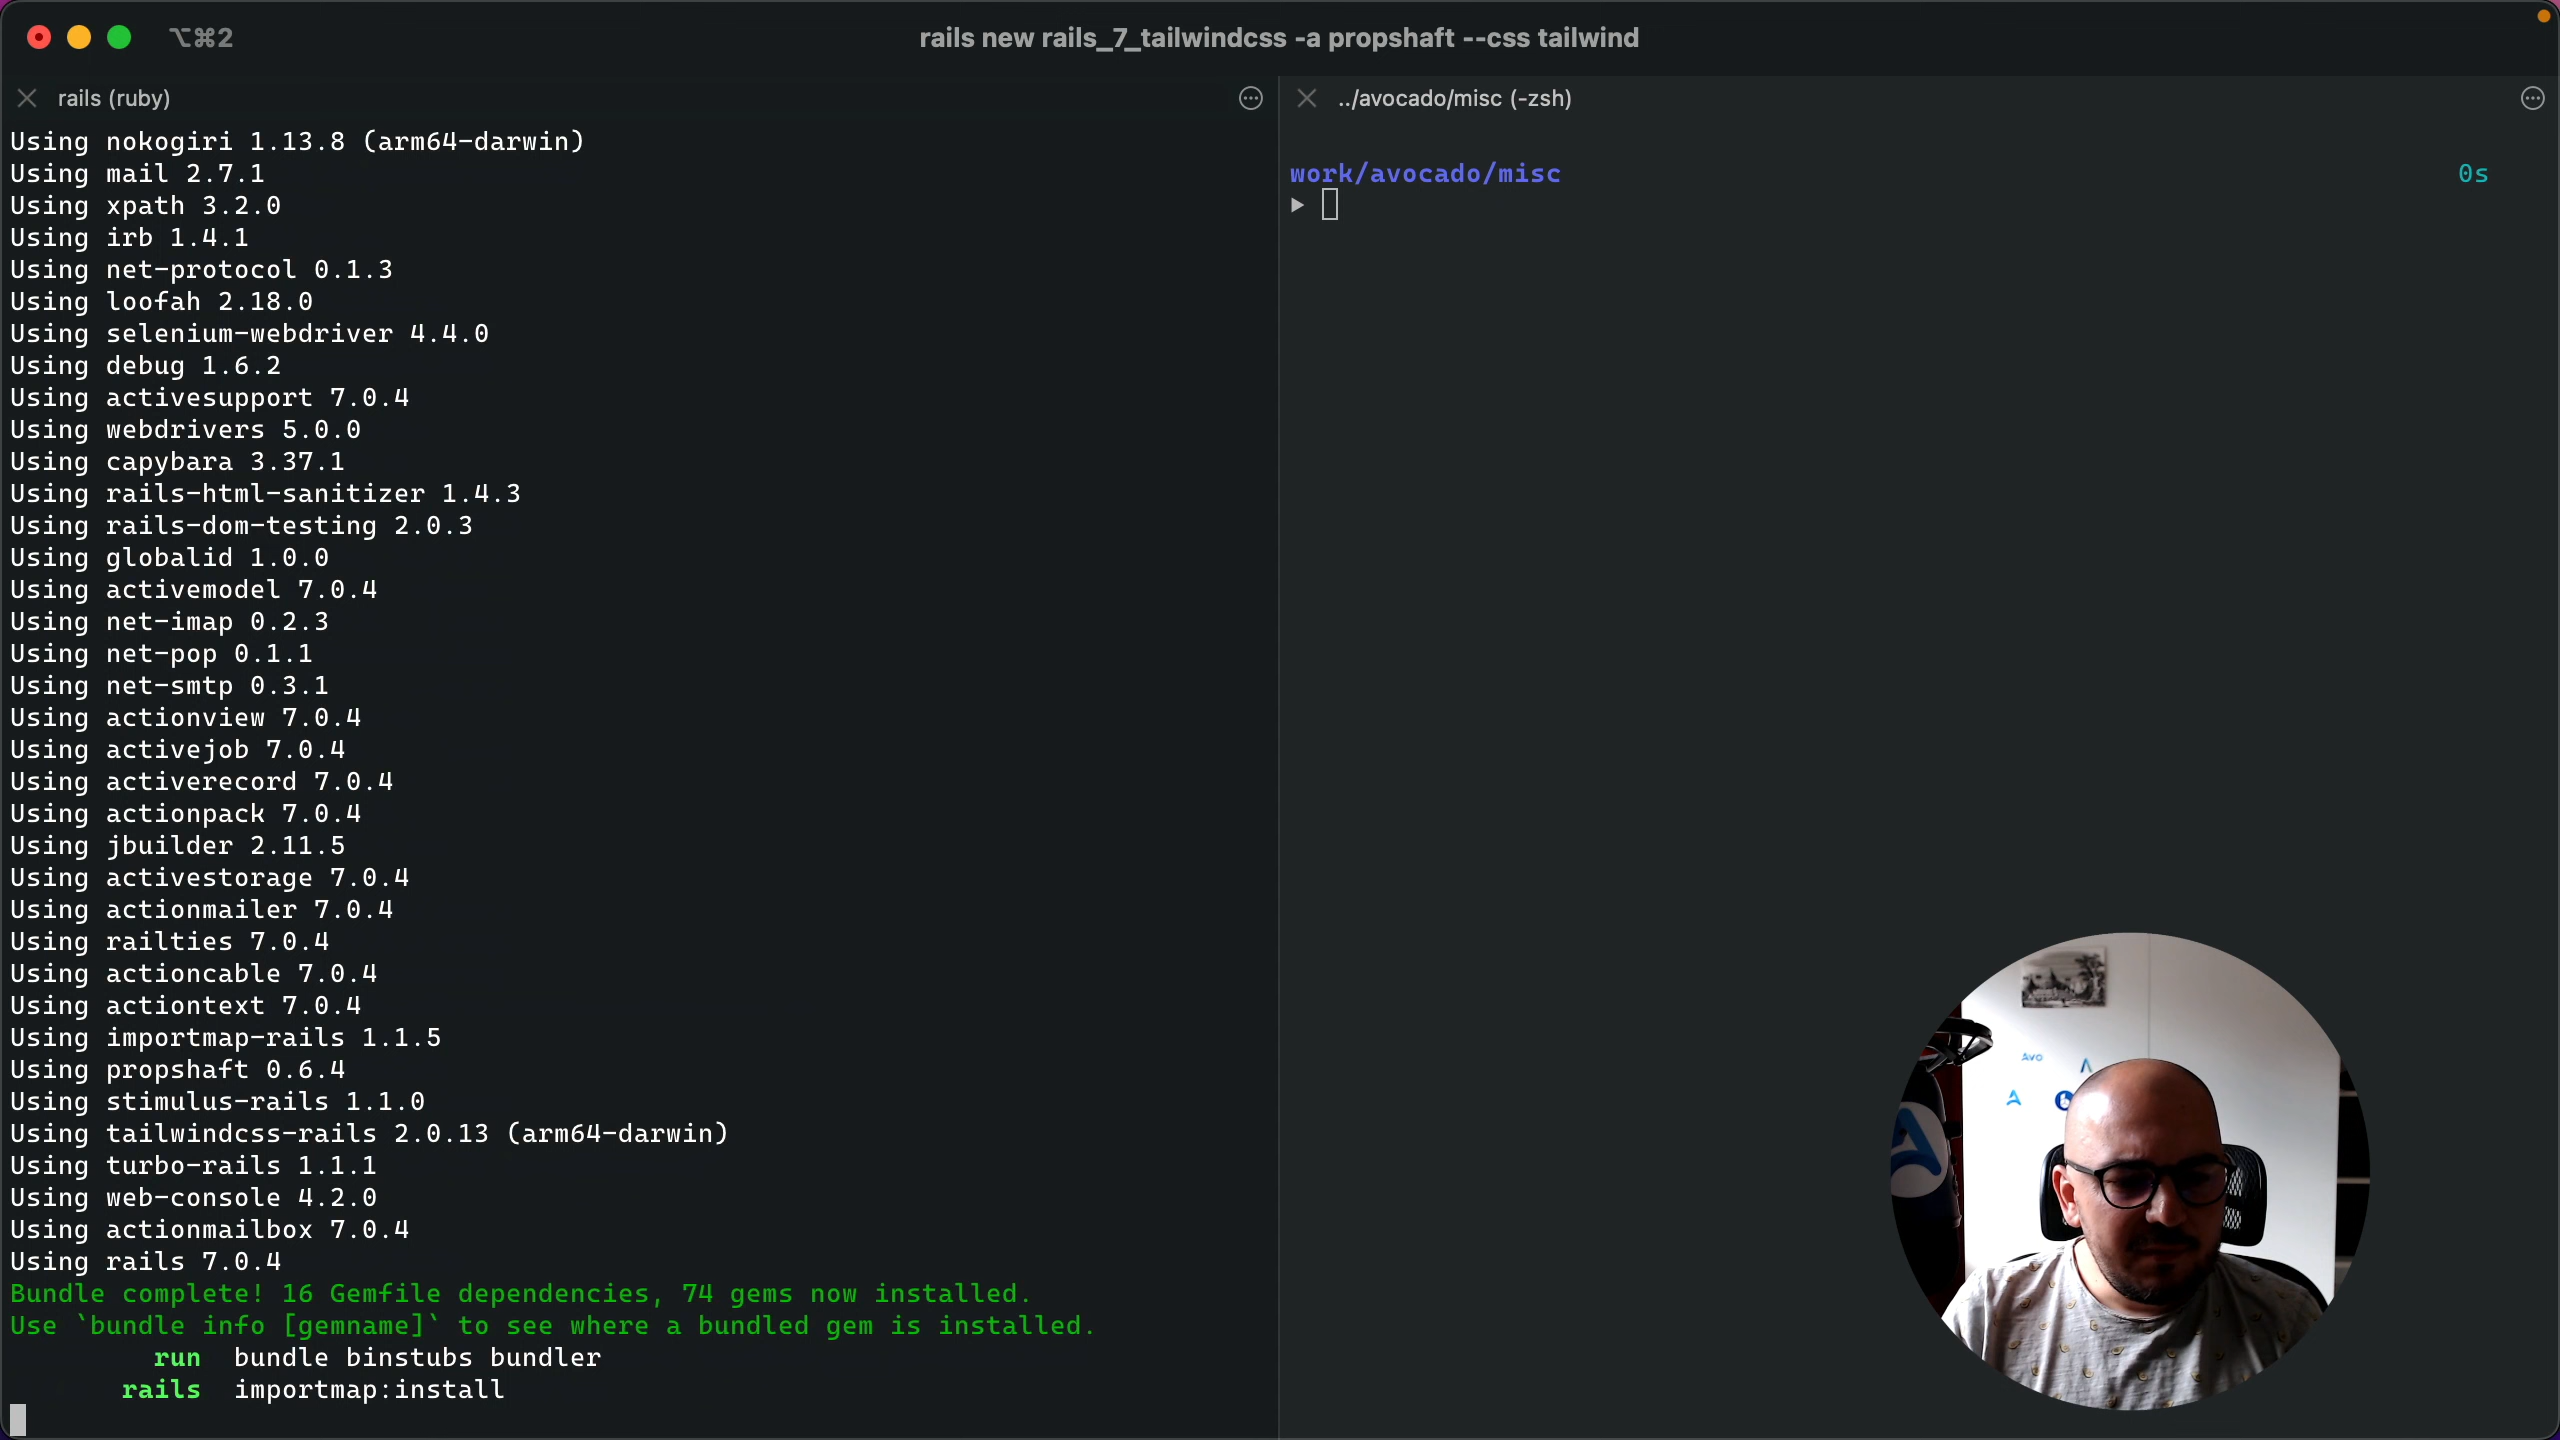 ⌥⌘2
rails new rails_7_tailwindcss -a propshaft --css tailwind
rails (ruby)
Using nokogiri 1.13.8 (arm64-darwin)
Using mail 2.7.1
Using xpath 3.2.0
Using irb 1.4.1
Using net-protocol 0.1.3
Using loofah 2.18.0
Using selenium-webdriver 4.4.0
Using debug 1.6.2
Using activesupport 7.0.4
Using webdrivers 5.0.0
Using capybara 3.37.1
Using rails-html-sanitizer 1.4.3
Using rails-dom-testing 2.0.3
Using globalid 1.0.0
Using activemodel 7.0.4
Using net-imap 0.2.3
Using net-pop 0.1.1
Using net-smtp 0.3.1
Using actionview 7.0.4
Using activejob 7.0.4
Using activerecord 7.0.4
Using actionpack 7.0.4
Using jbuilder 2.11.5
Using activestorage 7.0.4
Using actionmailer 7.0.4
Using railties 7.0.4
Using actioncable 7.0.4
Using actiontext 7.0.4
Using importmap-rails 1.1.5
Using propshaft 0.6.4
Using stimulus-rails 1.1.0
Using tailwindcss-rails 2.0.13 (arm64-darwin)
Using turbo-rails 1.1.1
Using web-console 4.2.0
Using actionmailbox 7.0.4
Using rails 7.0.4
Bundle complete! 16 Gemfile dependencies, 74 gems now installed.
Use `bundle info [gemname]` to see where a bundled gem is installed.
run bundle binstubs bundler
rails importmap:install
../avocado/misc (-zsh)
work/avocado/misc 0s
Avo